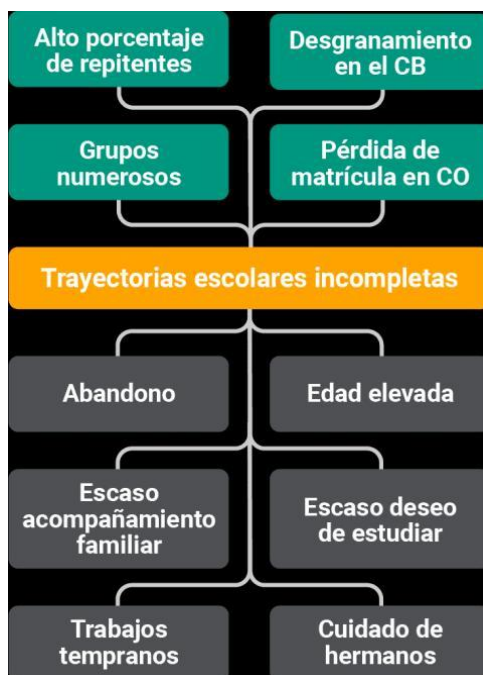 Alto porcentaje
de repitentes
Desgranamiento
en el CB
Grupos
numerosos
Pérdida de
matrícula en CO
Trayectorias escolares incompletas
Abandono
Edad elevada
Escaso
acompañamiento
familiar
Escaso deseo
de estudiar
Trabajos
tempranos
Cuidado de
hermanos